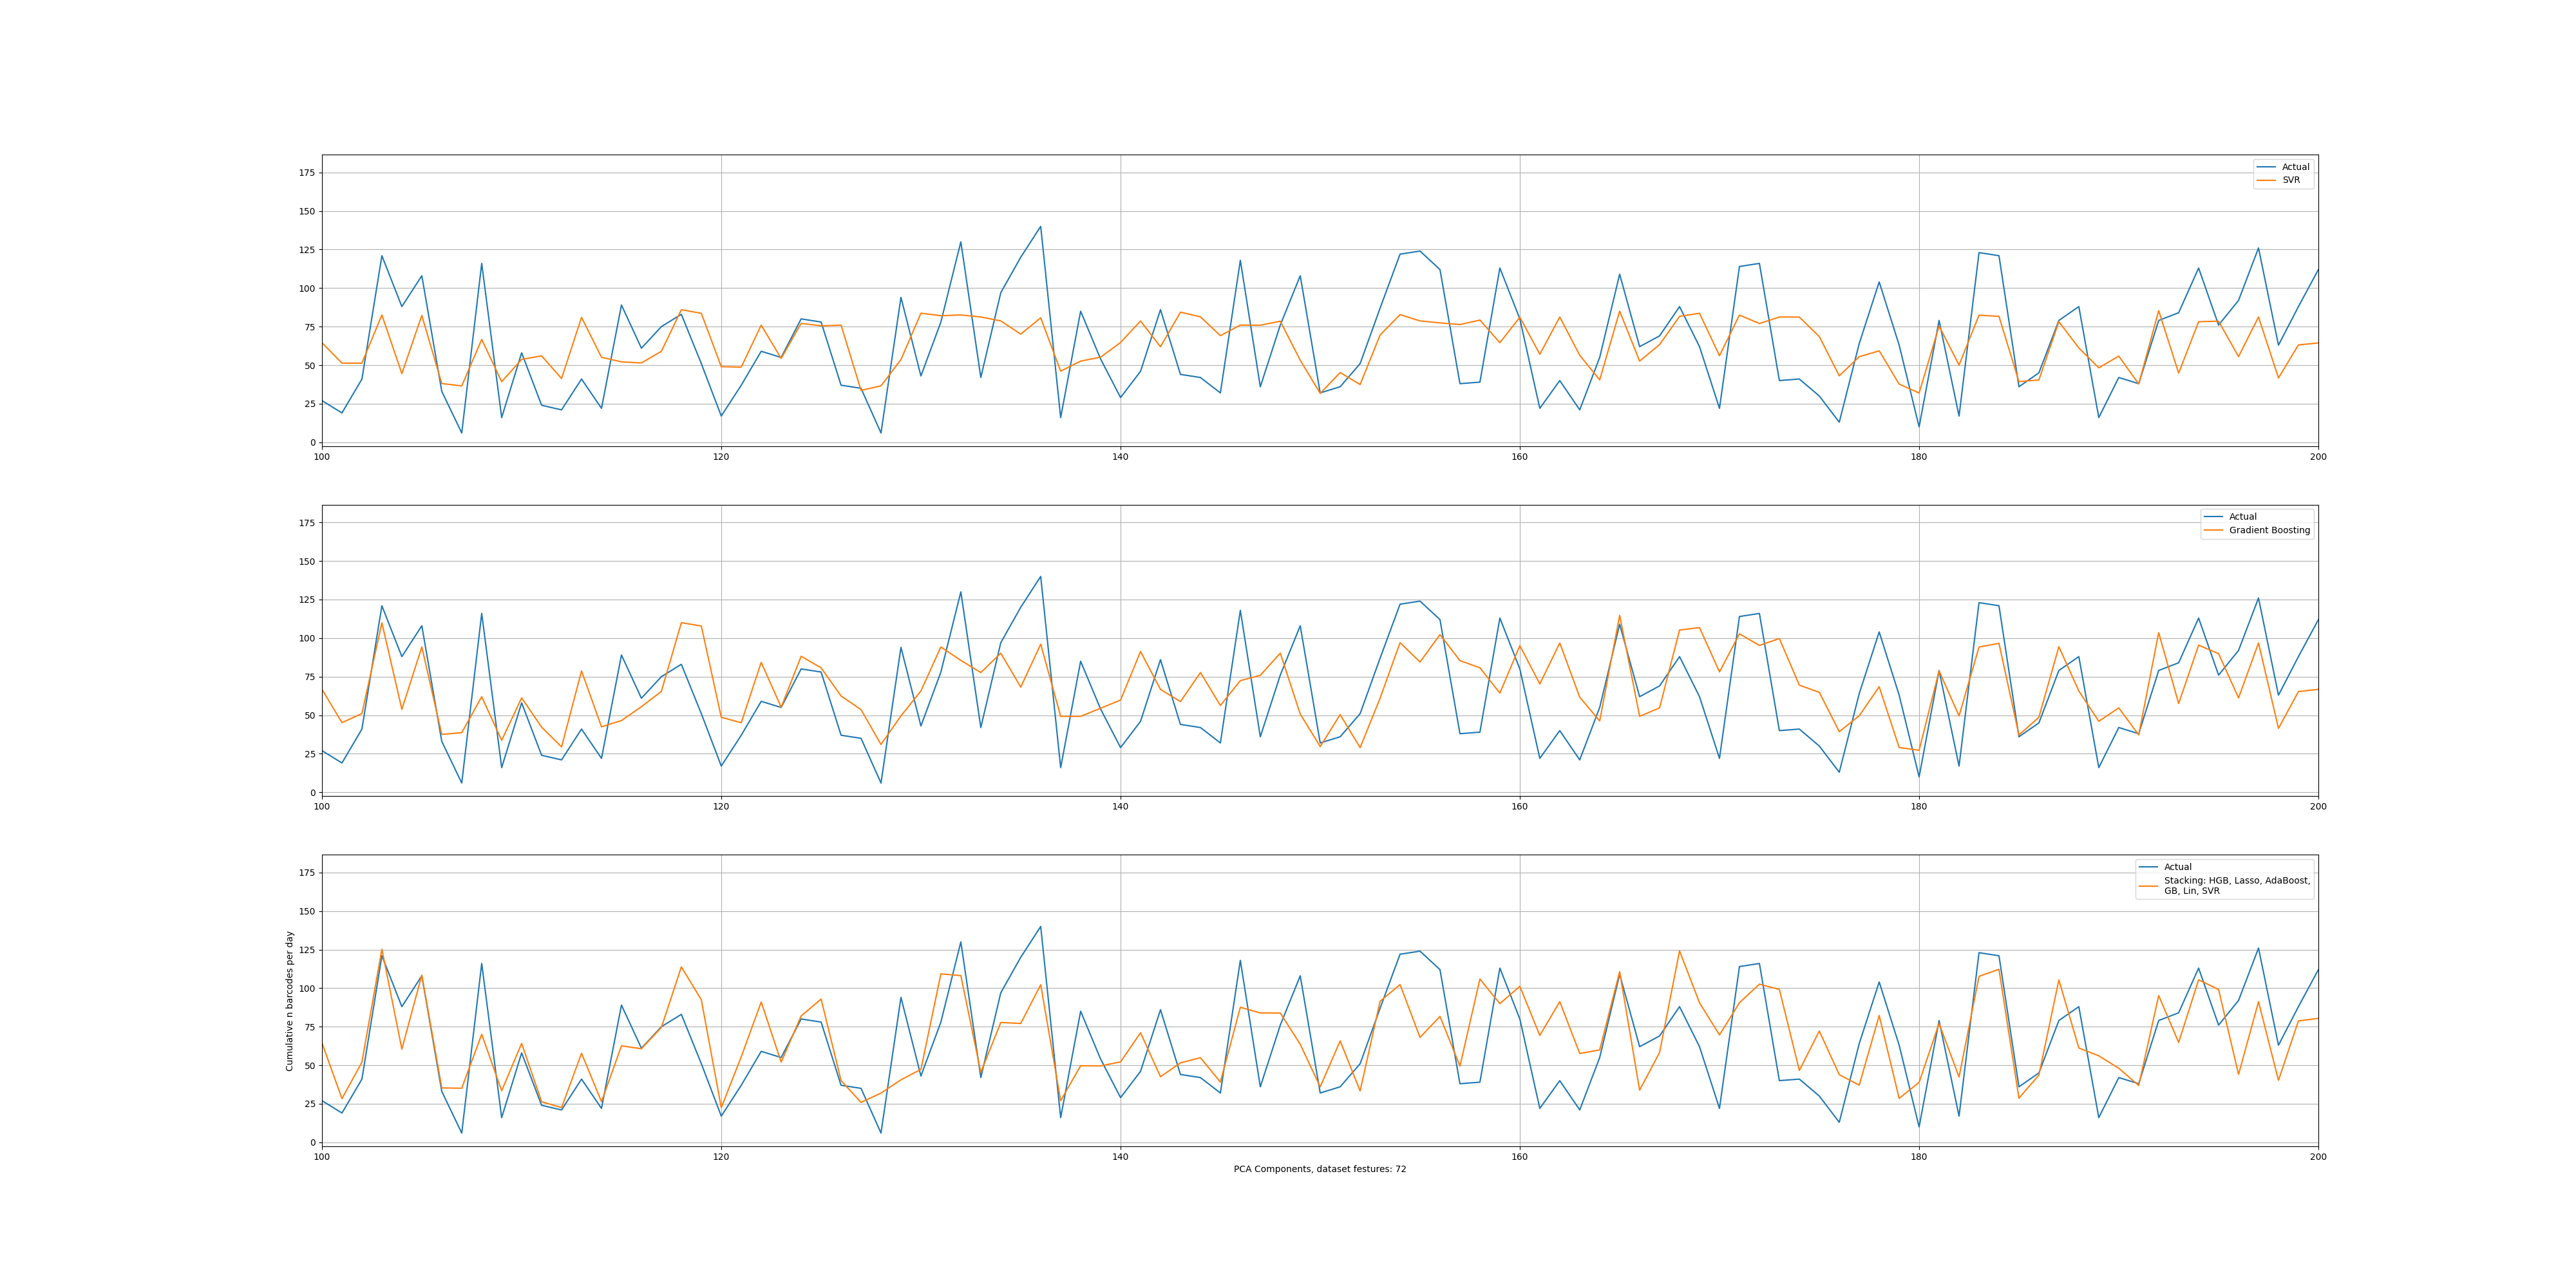 175
150
125
100
75
50
25
0
Actual
SVR
100 120 140 160 180 200
175
150
125
100
75
50
25
0
Actual
Gradient Boosting
100 120 140 160 180 200
Cumulative n barcodes per day
175
150
125
100
75
50
25
0
Actual
Stacking: HGB, Lasso, AdaBoost,
GB, Lin, SVR
100 120 140 160 180 200
PCA Components, dataset festures: 72